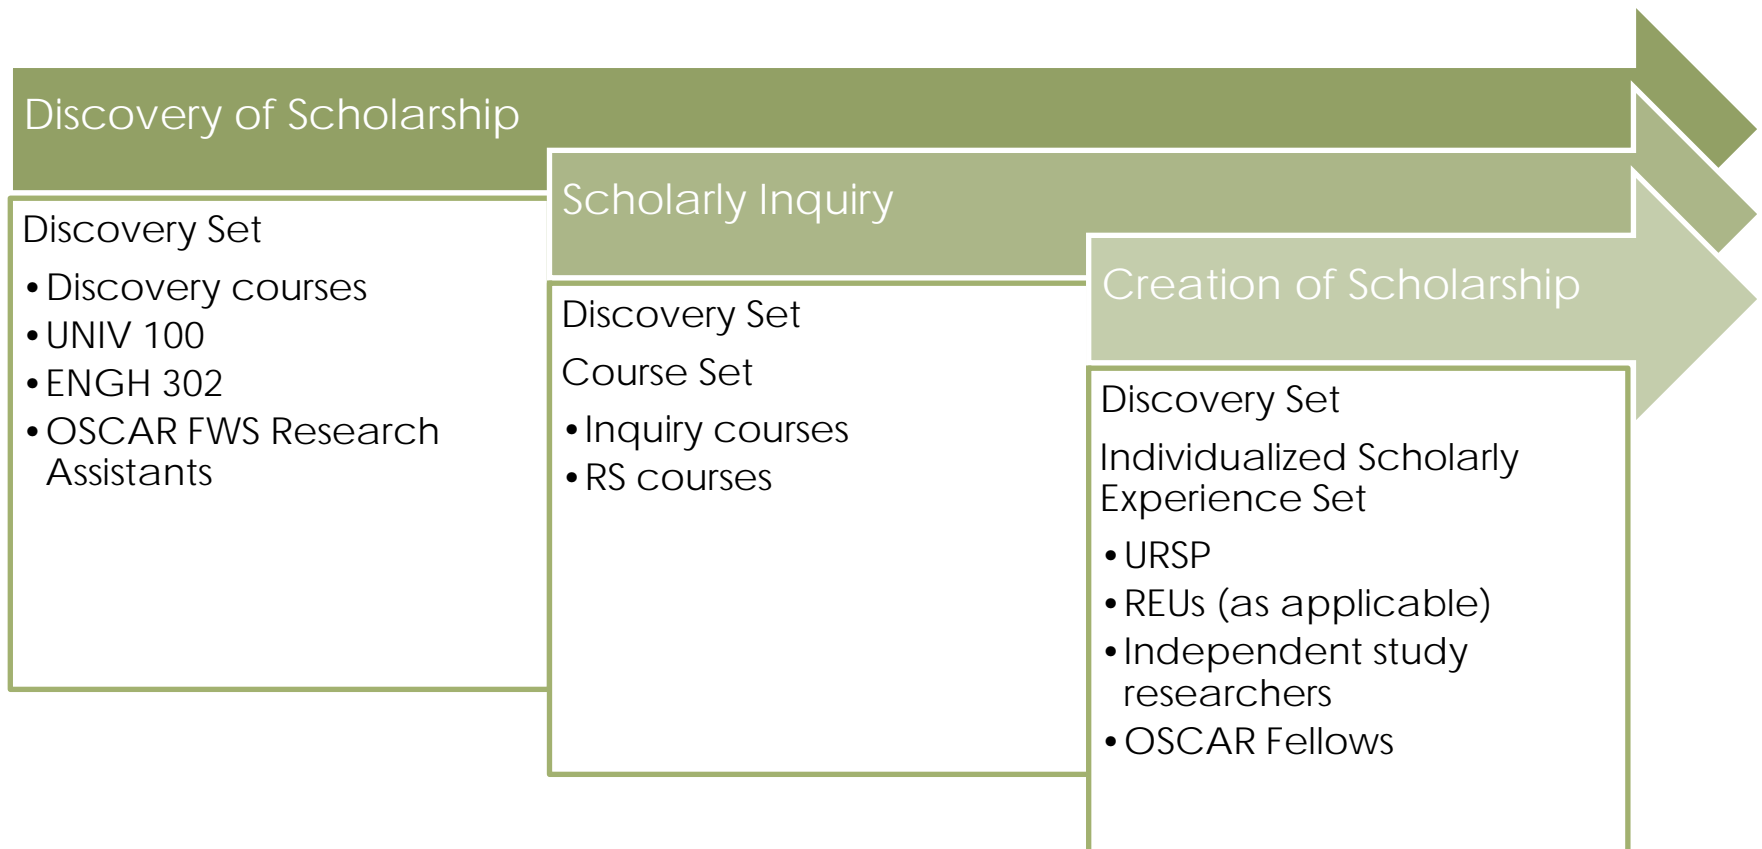 Discovery of Scholarship
Discovery Set
•Discovery courses
•UNIV 100
•ENGH 302
•OSCAR FWS Research
Assistants
Scholarly Inquiry
Discovery Set
Course Set
•Inquiry courses
•RS courses
Creation of Scholarship
Discovery Set
Individualized Scholarly
Experience Set
•URSP
•REUs (as applicable)
•Independent study
researchers
•OSCAR Fellows